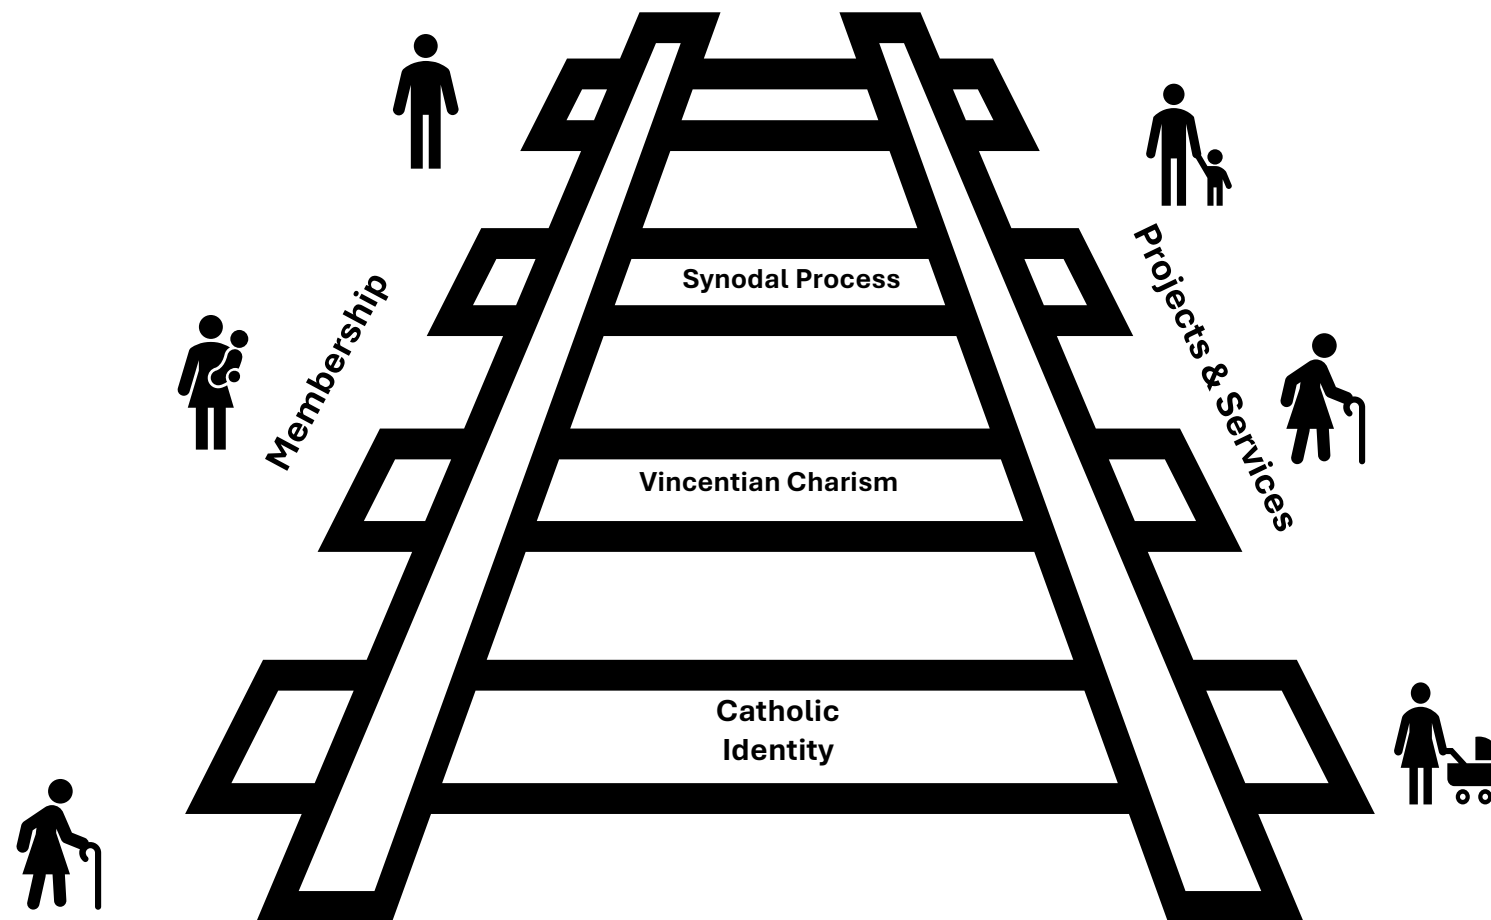 Synodal Process
Membership
Projects & Services
Vincentian Charism
Catholic
Identity